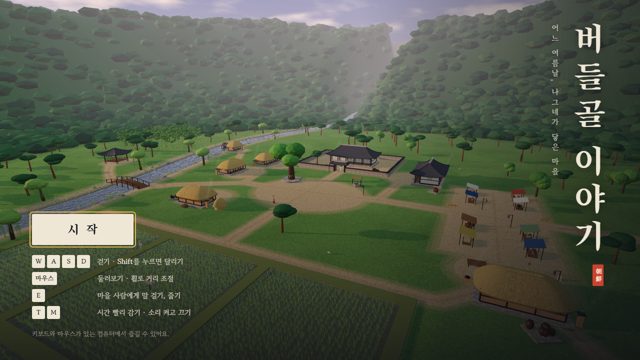 버들골 이야기
어느 여름날, 나그네가 닿은 마을
朝鮮
시작
W A S D 걷기 · Shift를 누르면 달리기
마우스 둘러보기 · 휠로 거리 조절
E 마을 사람에게 말 걸기, 줍기
T M 시간 빨리 감기 · 소리 켜고 끄기
키보드와 마우스가 있는 컴퓨터에서 즐길 수 있어요.